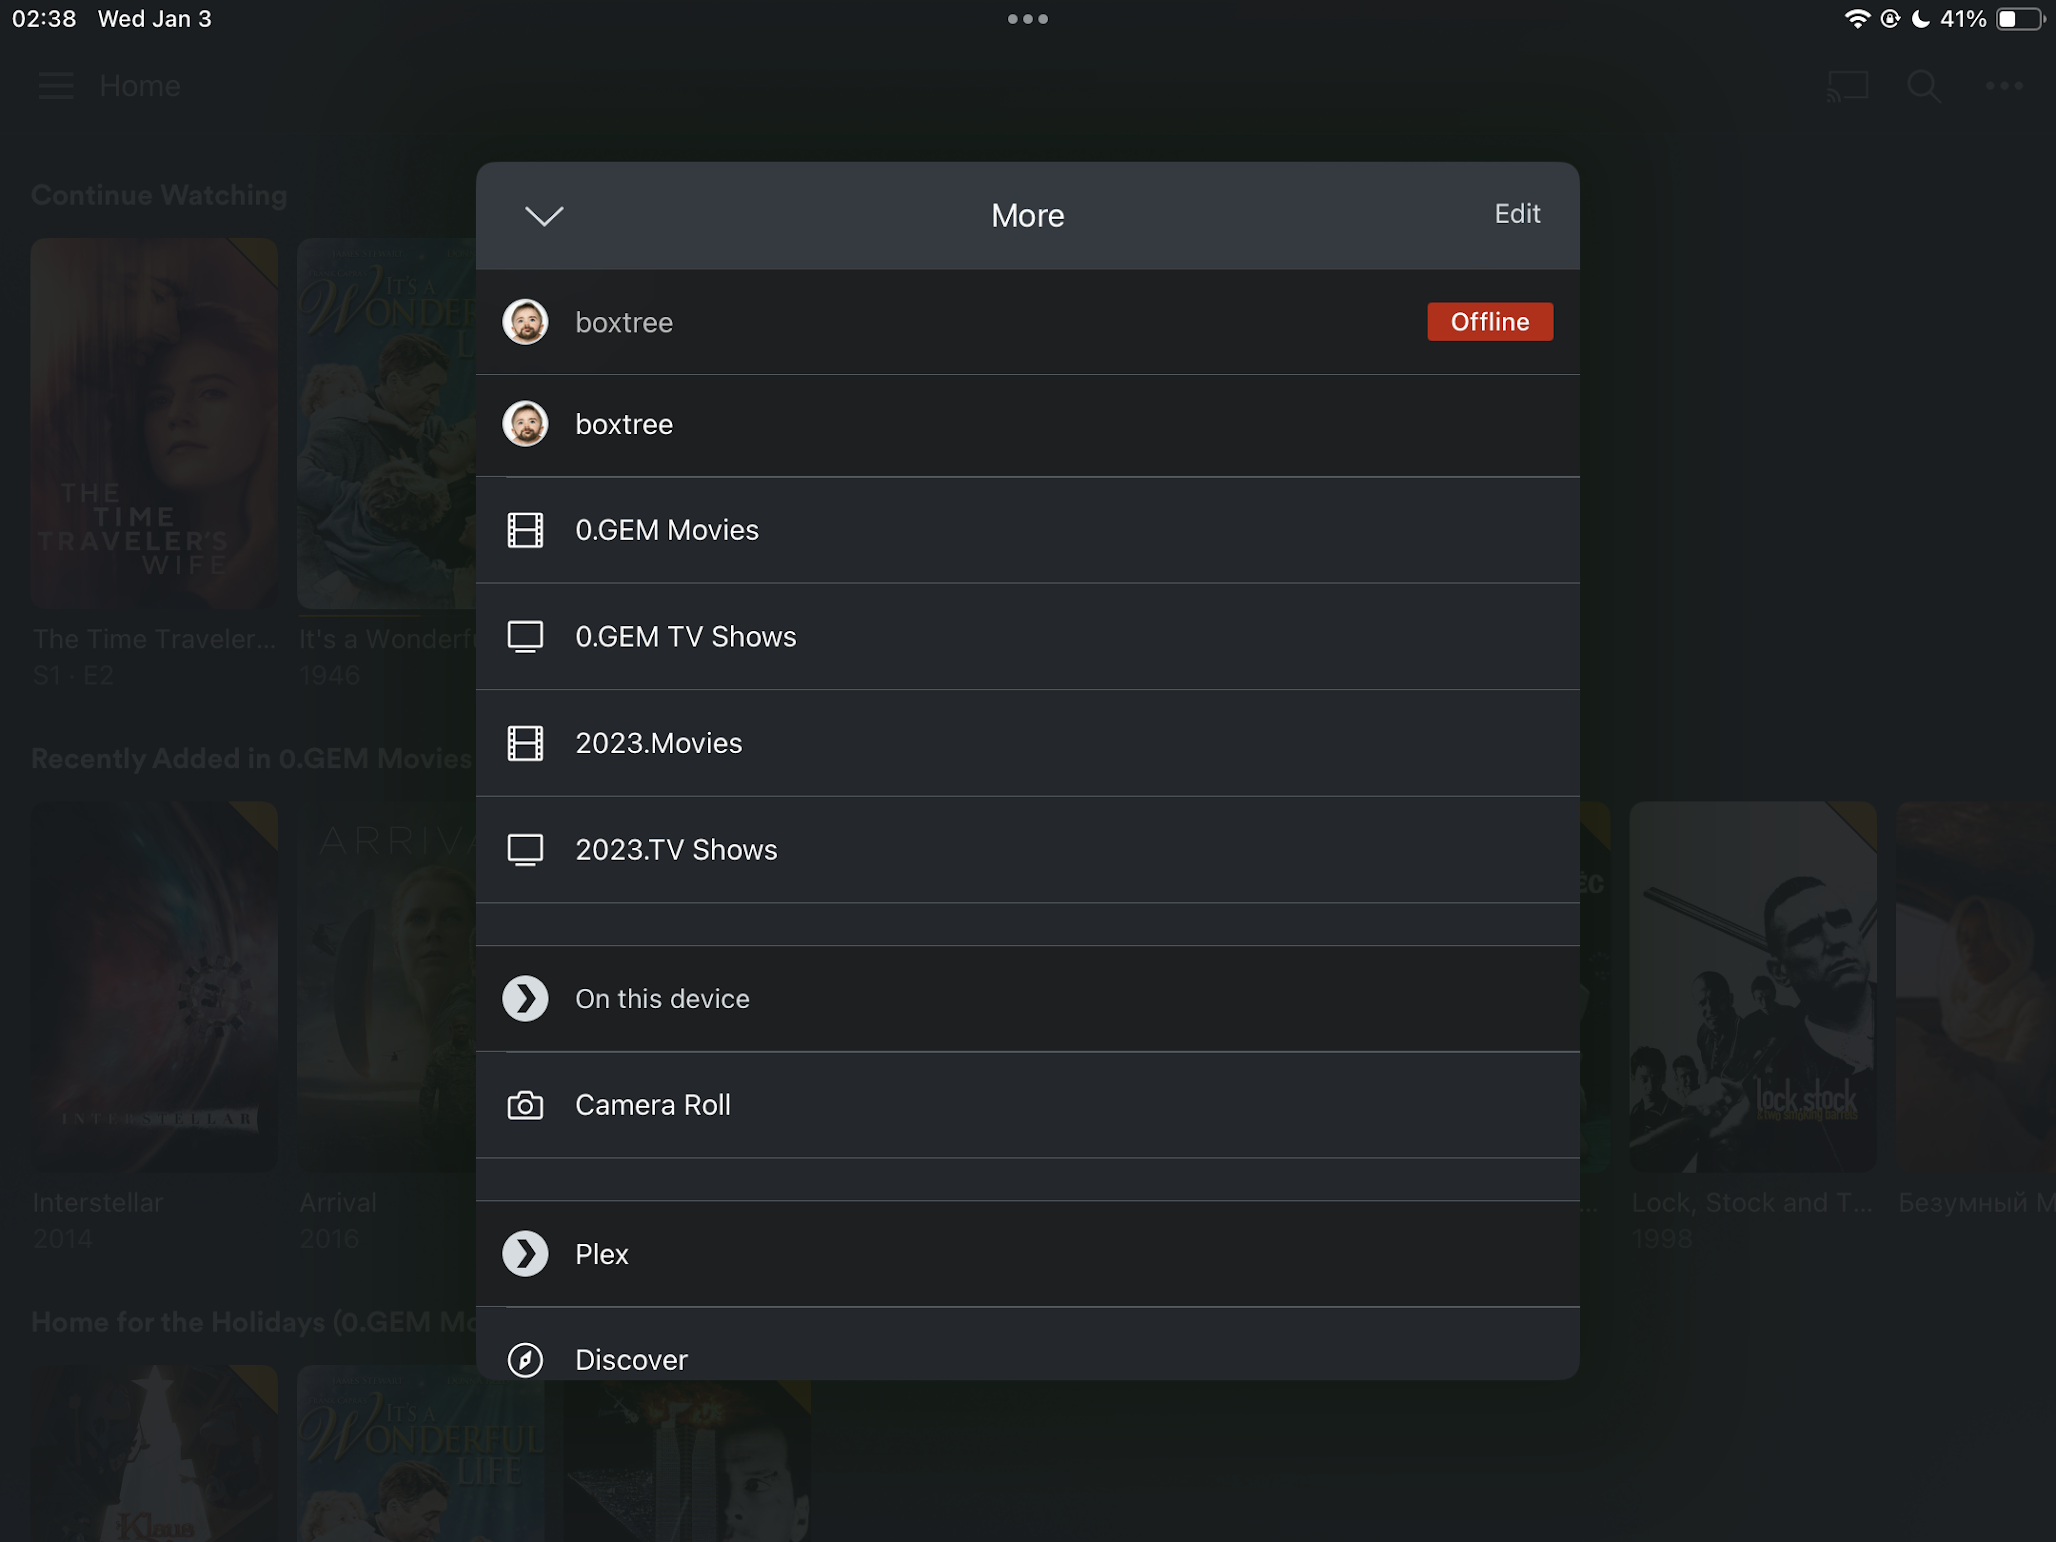 02:38 Wed Jan 3
41%
Home
Continue Watching
More
Edit
boxtree
Offline
boxtree
0.GEM Movies
0.GEM TV Shows
2023.Movies
2023.TV Shows
On this device
Camera Roll
Plex
Discover
THE
TIME
TRAVELER'S
WIFE
IT'S A
WONDERF
The Time Traveler...
S1 · E2
It's a Wonderf
1946
Recently Added in 0.GEM Movies
INTERSTELLAR
ARRIVA
lock, stock
& two smoking barrels
Interstellar
2014
Arrival
2016
...
Lock, Stock and T...
1998
Безумный М
Home for the Holidays (0.GEM Mo
Klaus
IT'S A
WONDERFUL
LIFE